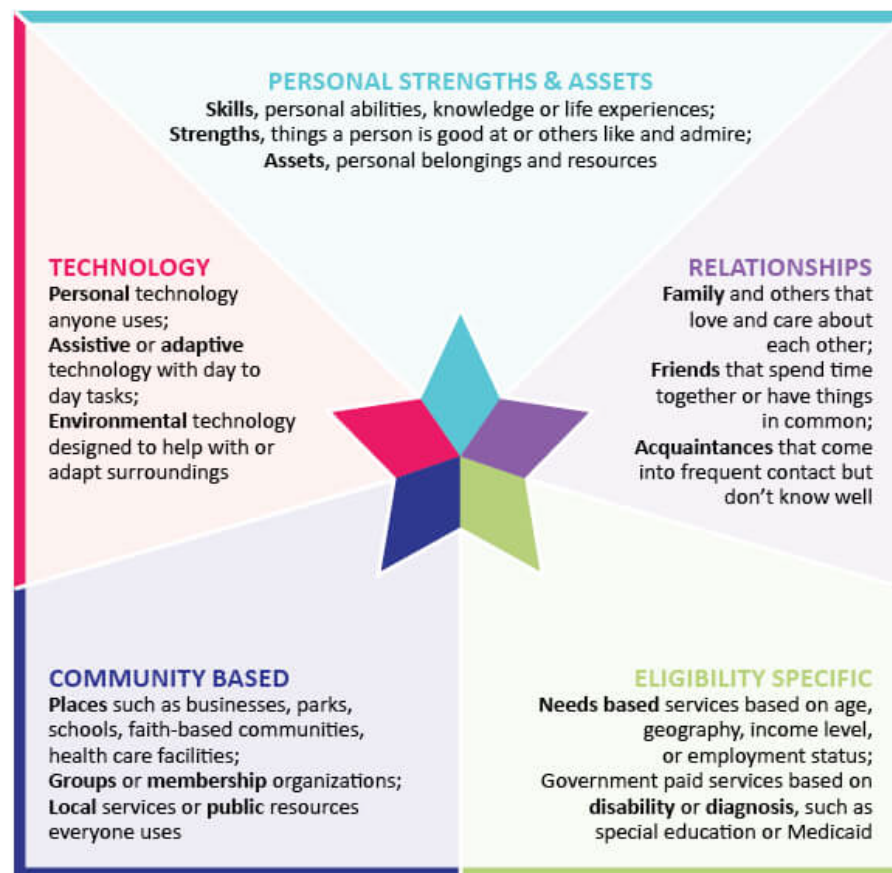 PERSONAL STRENGTHS & ASSETS
Skills, personal abilities, knowledge or life experiences;
Strengths, things a person is good at or others like and admire;
Assets, personal belongings and resources
TECHNOLOGY
Personal technology
anyone uses;
Assistive or adaptive
technology with day to
day tasks;
Environmental technology
designed to help with or
adapt surroundings
RELATIONSHIPS
Family and others that
love and care about
each other;
Friends that spend time
together or have things
in common;
Acquaintances that come
into frequent contact but
don’t know well
COMMUNITY BASED
Places such as businesses, parks,
schools, faith-based communities,
health care facilities;
Groups or membership organizations;
Local services or public resources
everyone uses
ELIGIBILITY SPECIFIC
Needs based services based on age,
geography, income level,
or employment status;
Government paid services based on
disability or diagnosis, such as
special education or Medicaid